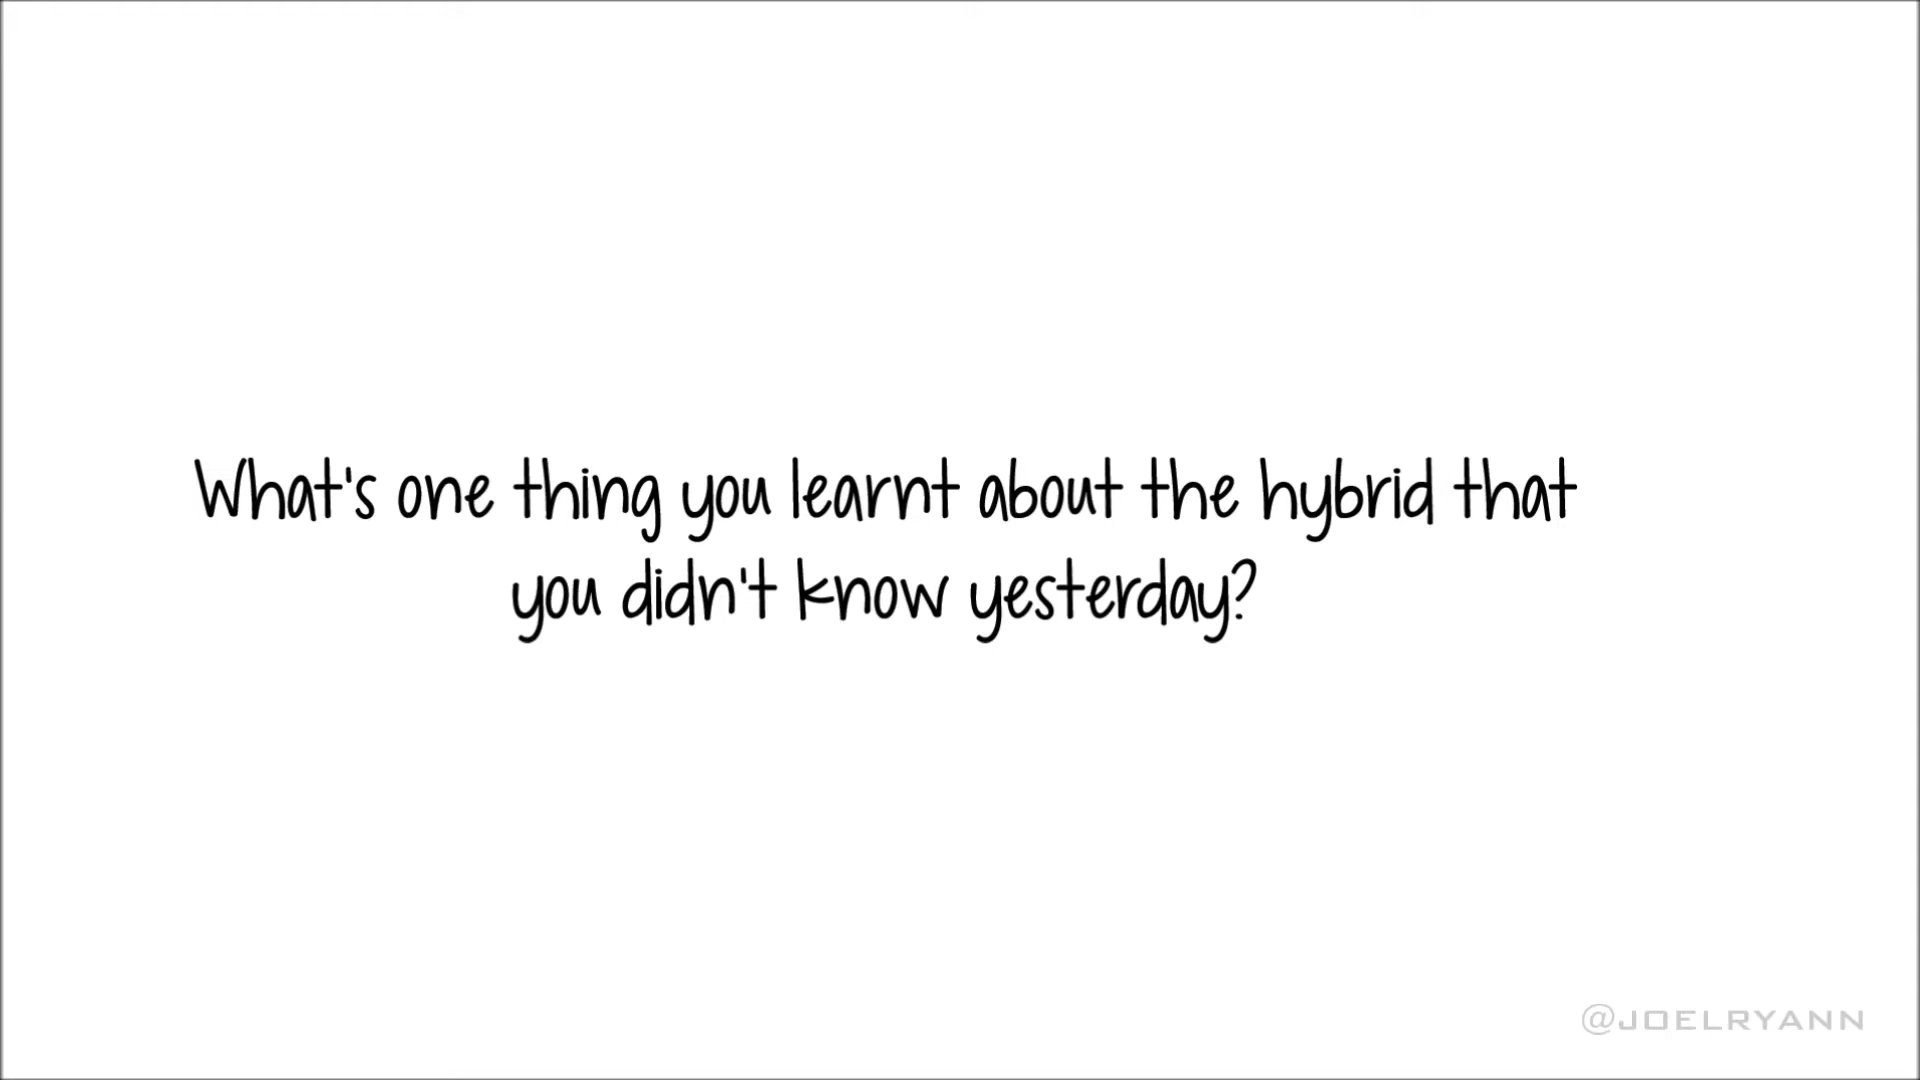 What's one thing you learnt about the hybrid that
you didn't know yesterday?
@JOELRYANN